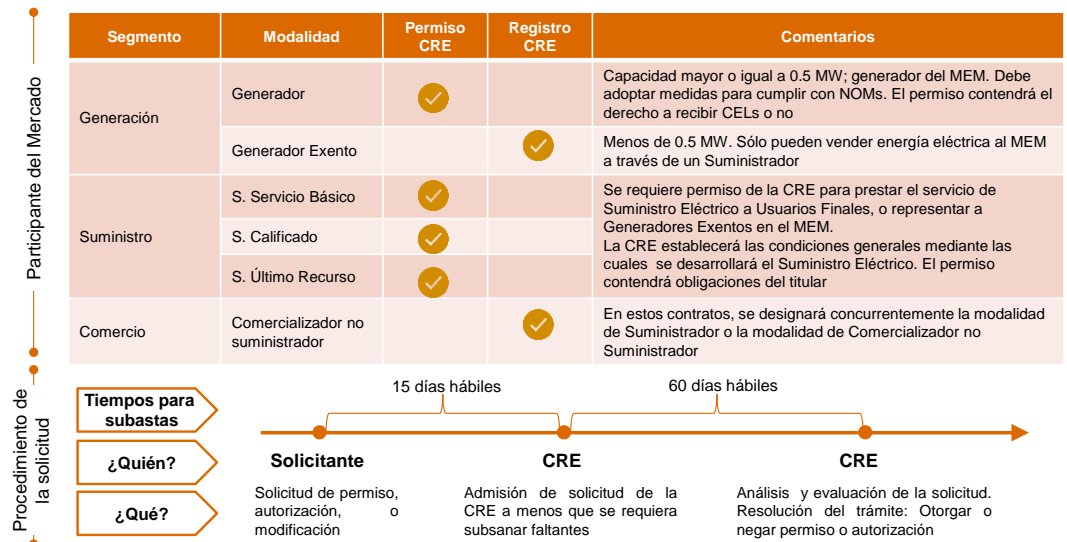 Participante del Mercado
Segmento
Modalidad
Permiso
CRE
Registro
CRE
Comentarios
Generación
Generador
Capacidad mayor o igual a 0.5 MW; generador del MEM. Debe
adoptar medidas para cumplir con NOMs. El permiso contendrá el
derecho a recibir CELs o no
Generador Exento
Menos de 0.5 MW. Sólo pueden vender energía eléctrica al MEM
a través de un Suministrador
Suministro
S. Servicio Básico
S. Calificado
S. Último Recurso
Se requiere permiso de la CRE para prestar el servicio de
Suministro Eléctrico a Usuarios Finales, o representar a
Generadores Exentos en el MEM.
La CRE establecerá las condiciones generales mediante las
cuales se desarrollará el Suministro Eléctrico. El permiso
contendrá obligaciones del titular
Comercio
Comercializador no
suministrador
En estos contratos, se designará concurrentemente la modalidad
de Suministrador o la modalidad de Comercializador no
Suministrador
Procedimiento de
la solicitud
Tiempos para
subastas
15 días hábiles
60 días hábiles
¿Quién?
Solicitante
CRE
CRE
¿Qué?
Solicitud de permiso,
autorización, o
modificación
Admisión de solicitud de la
CRE a menos que se requiera
subsanar faltantes
Análisis y evaluación de la solicitud.
Resolución del trámite: Otorgar o
negar permiso o autorización